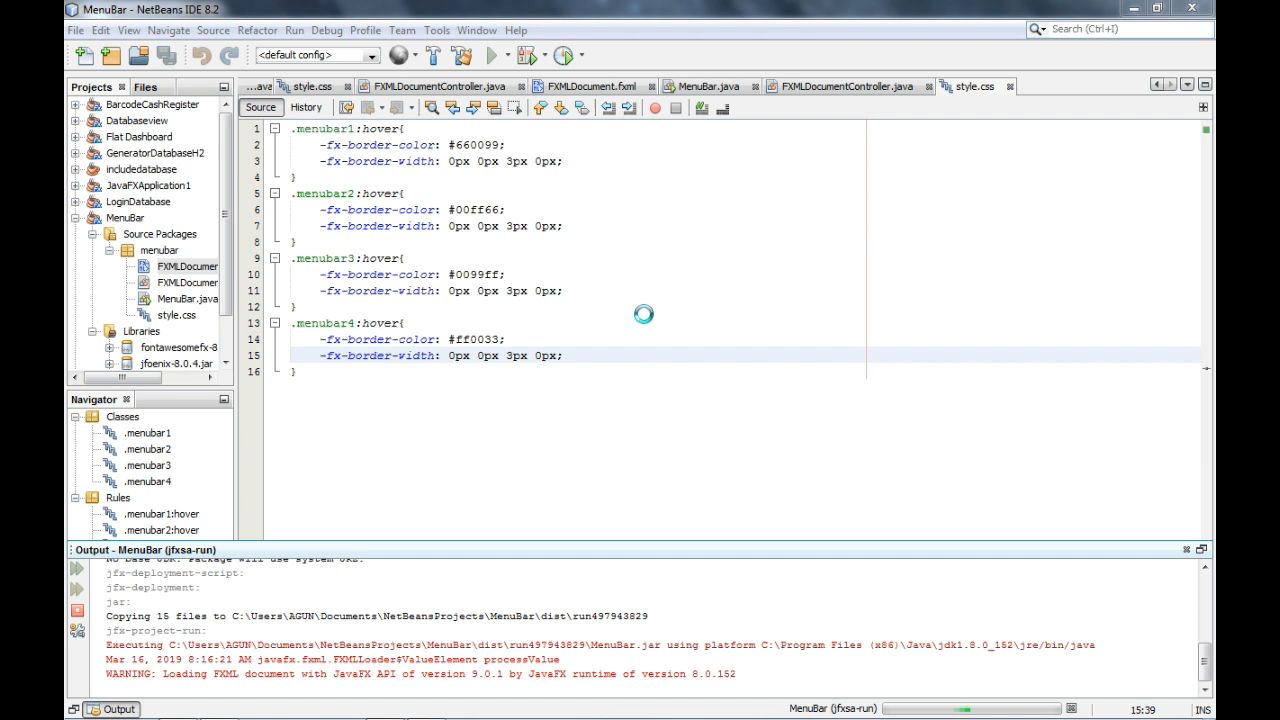 MenuBar - NetBeans IDE 8.2
File Edit View Navigate Source Refactor Run Debug Profile Team Tools Window Help
Search (Ctrl+I)
<default config>
Projects Files
...ava style.css FXMLDocumentController.java FXMLDocument.fxml MenuBar.java FXMLDocumentController.java style.css
Source History
BarcodeCashRegister
Databaseview
Flat Dashboard
GeneratorDatabaseH2
includedatabase
JavaFXApplication1
LoginDatabase
MenuBar
Source Packages
menubar
FXMLDocumer
FXMLDocumer
MenuBar.java
style.css
Libraries
fontawesomefx-8
jfoenix-8.0.4.jar
1 .menubar1:hover{
2 -fx-border-color: #660099;
3 -fx-border-width: 0px 0px 3px 0px;
4 }
5 .menubar2:hover{
6 -fx-border-color: #00ff66;
7 -fx-border-width: 0px 0px 3px 0px;
8 }
9 .menubar3:hover{
10 -fx-border-color: #0099ff;
11 -fx-border-width: 0px 0px 3px 0px;
12 }
13 .menubar4:hover{
14 -fx-border-color: #ff0033;
15 -fx-border-width: 0px 0px 3px 0px;
16 }
Navigator
Classes
.menubar1
.menubar2
.menubar3
.menubar4
Rules
.menubar1:hover
.menubar2:hover
Output - MenuBar (jfxsa-run)
No base JDK. Package will use system JRE.
jfx-deployment-script:
jfx-deployment:
jar:
Copying 15 files to C:\Users\AGUN\Documents\NetBeansProjects\MenuBar\dist\run497943829
jfx-project-run:
Executing C:\Users\AGUN\Documents\NetBeansProjects\MenuBar\dist\run497943829\MenuBar.jar using platform C:\Program Files (x86)\Java\jdk1.8.0_152\jre/bin/java
Mar 16, 2019 8:16:21 AM javafx.fxml.FXMLLoader$ValueElement processValue
WARNING: Loading FXML document with JavaFX API of version 9.0.1 by JavaFX runtime of version 8.0.152
Output
MenuBar (jfxsa-run)
15:39 INS